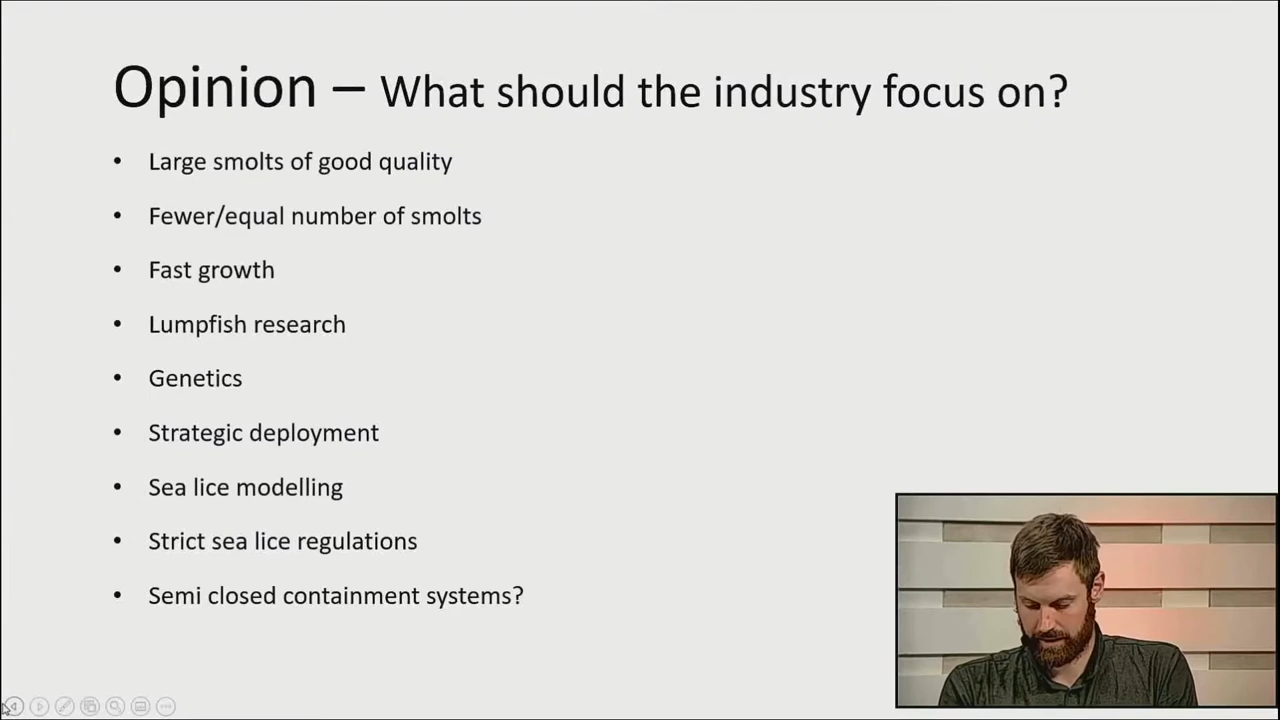 Opinion – What should the industry focus on?
• Large smolts of good quality
• Fewer/equal number of smolts
• Fast growth
• Lumpfish research
• Genetics
• Strategic deployment
• Sea lice modelling
• Strict sea lice regulations
• Semi closed containment systems?